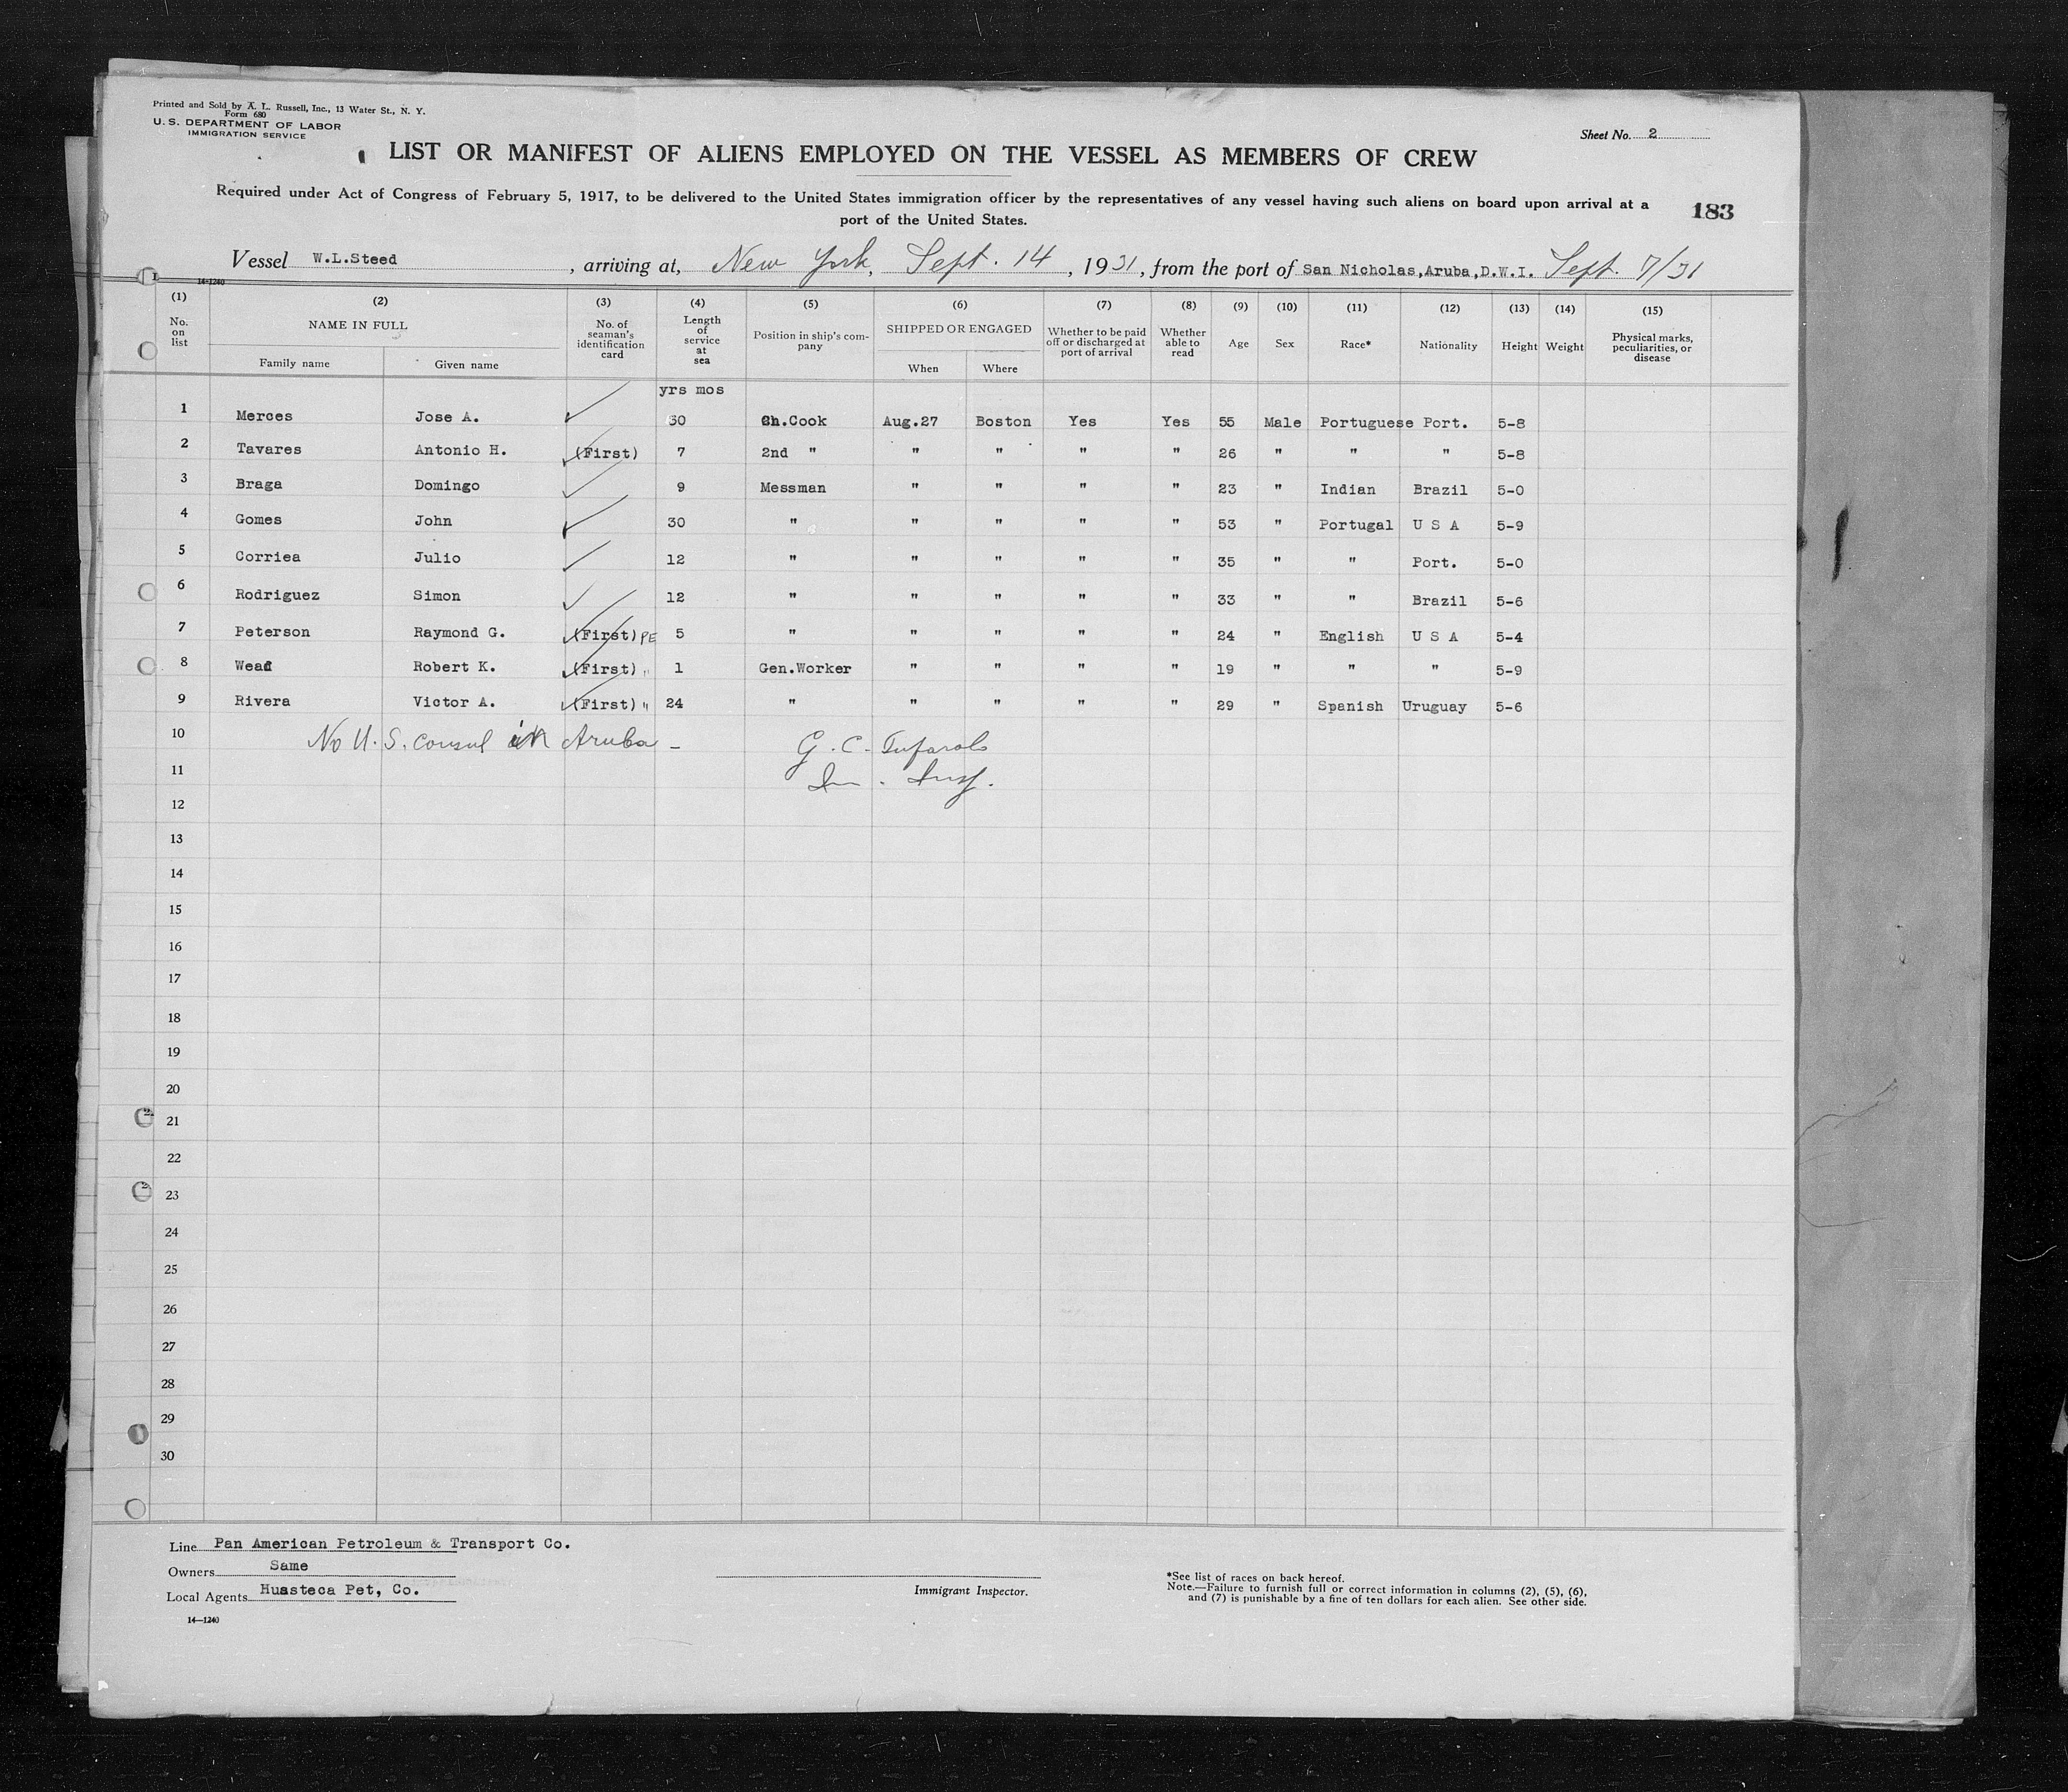 Printed and Sold by A. L. Russell, Inc., 13 Water St., N. Y.
Form 680
U. S. DEPARTMENT OF LABOR
IMMIGRATION SERVICE
Sheet No. 2
LIST OR MANIFEST OF ALIENS EMPLOYED ON THE VESSEL AS MEMBERS OF CREW
Required under Act of Congress of February 5, 1917, to be delivered to the United States immigration officer by the representatives of any vessel having such aliens on board upon arrival at a
port of the United States.
183
Vessel W.L.Steed, arriving at, New York, Sept. 14, 1931, from the port of San Nicholas,Aruba,D.W.I. Sept. 7/31
14-1240
(1) (2) (3) (4) (5) (6) (7) (8) (9) (10) (11) (12) (13) (14) (15)
No. on list NAME IN FULL No. of seaman's identification card Length of service at sea Position in ship's company SHIPPED OR ENGAGED Whether to be paid off or discharged at port of arrival Whether able to read Age Sex Race* Nationality Height Weight Physical marks, peculiarities, or disease
Family name Given name When Where
yrs mos
1 Merces Jose A. 30 Ch.Cook Aug.27 Boston Yes Yes 55 Male Portuguese Port. 5-8
2 Tavares Antonio H. (First) 7 2nd " " " " " 26 " " " 5-8
3 Braga Domingo 9 Messman " " " " 23 " Indian Brazil 5-0
4 Gomes John 30 " " " " " 53 " Portugal U S A 5-9
5 Corriea Julio 12 " " " " " 35 " " Port. 5-0
6 Rodriguez Simon 12 " " " " " 33 " " Brazil 5-6
7 Peterson Raymond G. (First) PE 5 " " " " " 24 " English U S A 5-4
8 Wead Robert K. (First) " 1 Gen.Worker " " " " 19 " " " 5-9
9 Rivera Victor A. (First) " 24 " " " " " 29 " Spanish Uruguay 5-6
10 No U. S. Consul in Aruba - G. C.
11
12
13
14
15
16
17
18
19
20
21
22
23
24
25
26
27
28
29
30
Line Pan American Petroleum & Transport Co.
Owners Same
Local Agents Huasteca Pet, Co.
14—1240
Immigrant Inspector.
*See list of races on back hereof.
Note.—Failure to furnish full or correct information in columns (2), (5), (6),
and (7) is punishable by a fine of ten dollars for each alien. See other side.